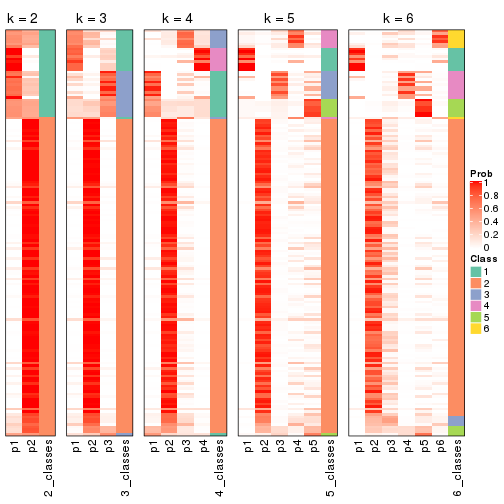 k = 2
k = 3
k = 4
k = 5
k = 6
p1
p2
2_classes
p1
p2
p3
3_classes
p1
p2
p3
p4
4_classes
p1
p2
p3
p4
p5
5_classes
p1
p2
p3
p4
p5
p6
6_classes
Prob
1
0.8
0.6
0.4
0.2
0
Class
1
2
3
4
5
6